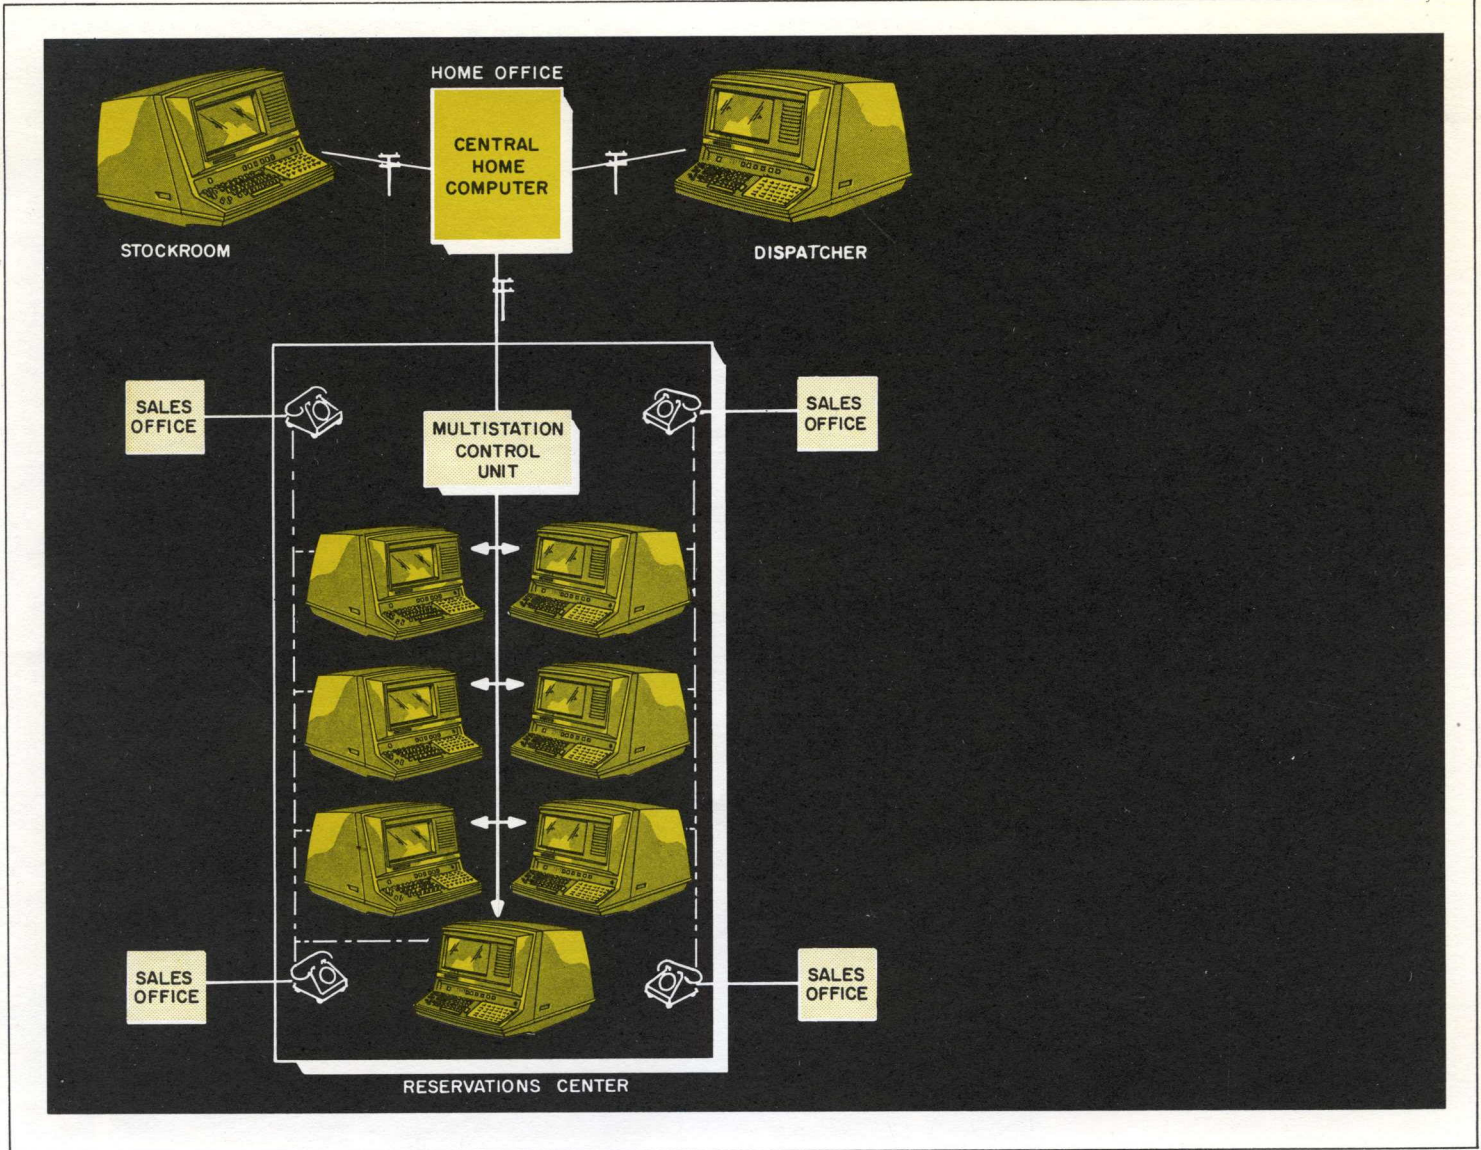 HOME OFFICE
CENTRAL
HOME
COMPUTER
STOCKROOM
DISPATCHER
SALES
OFFICE
SALES
OFFICE
MULTISTATION
CONTROL
UNIT
SALES
OFFICE
SALES
OFFICE
RESERVATIONS CENTER